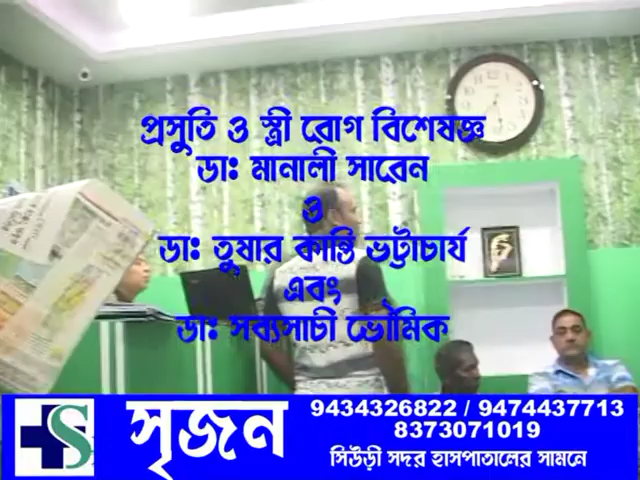 প্রসুতি ও স্ত্রী রোগ বিশেষজ্ঞ
ডাঃ মানালী সারেন
ও
ডাঃ তুষার কান্তি ভট্টাচার্য
এবং
ডাঃ সব্যসাচী ভৌমিক
S
সৃজন
9434326822 / 9474437713
8373071019
সিউড়ী সদর হাসপাতালের সামনে